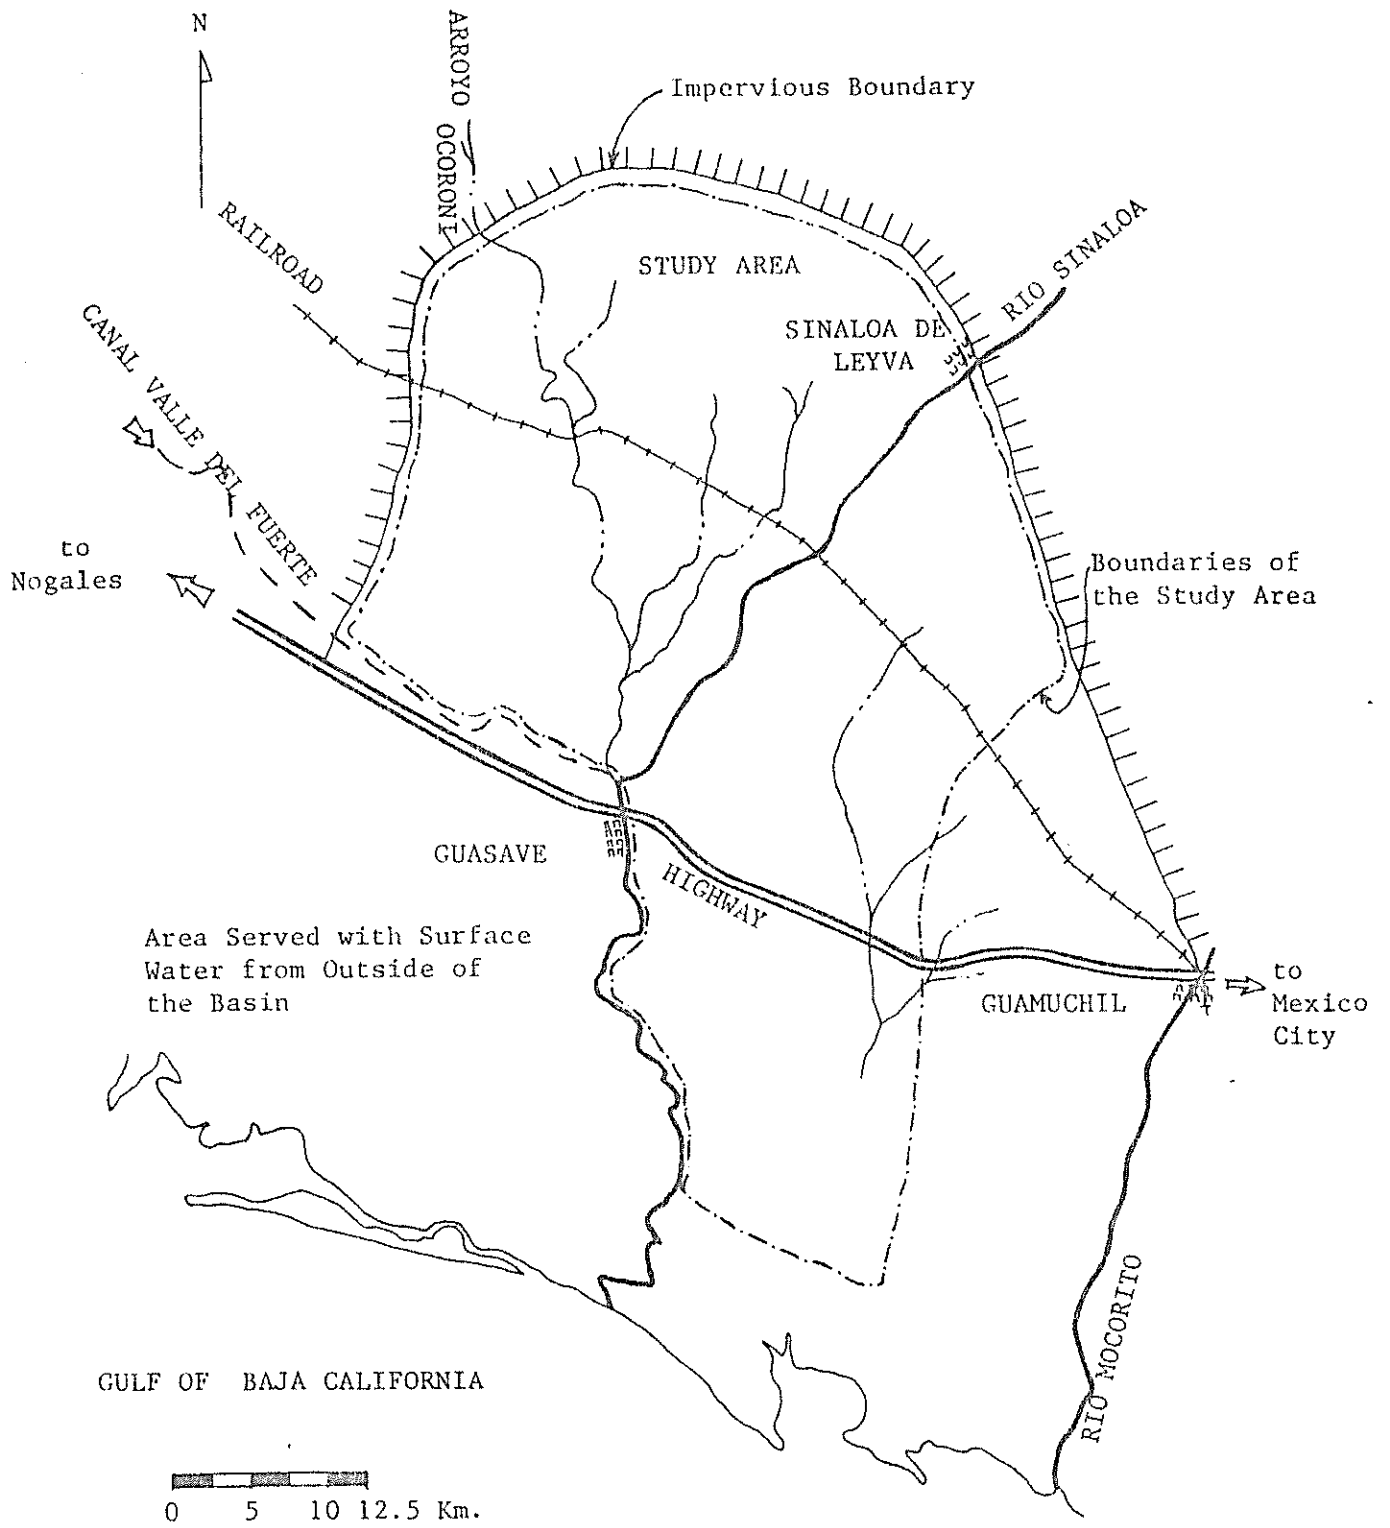 N
ARROYO
OCORONI
Impervious Boundary
RAILROAD
STUDY AREA
RIO SINALOA
CANAL VALLE DEL FUERTE
SINALOA DE
LEYVA
to
Nogales
Boundaries of
the Study Area
GUASAVE
HIGHWAY
Area Served with Surface
Water from Outside of
the Basin
GUAMUCHIL
to
Mexico
City
RIO MOCORITO
GULF OF BAJA CALIFORNIA
0 5 10 12.5 Km.